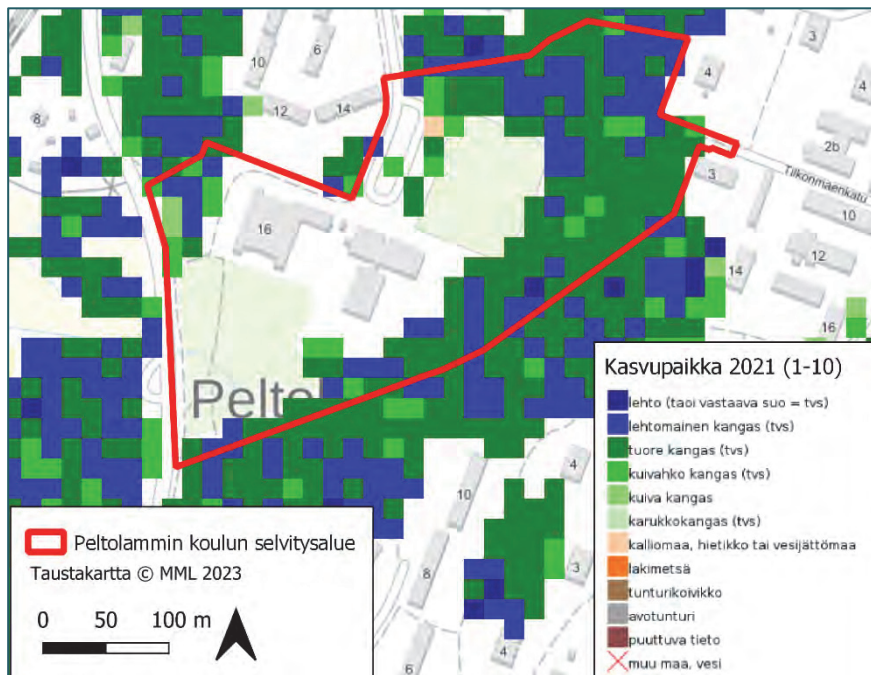 6
10
12
14
8
3
4
4
2b
3
Tilkonmäenkatu
10
16
12
14
16
Peltol
10
4
8
3
6
4
Kasvupaikka 2021 (1-10)
lehto (taoi vastaava suo = tvs)
lehtomainen kangas (tvs)
tuore kangas (tvs)
kuivahko kangas (tvs)
kuiva kangas
karukkokangas (tvs)
kalliomaa, hietikko tai vesijättömaa
lakimetsä
tunturikoivikko
avotunturi
puuttuva tieto
muu maa, vesi
Peltolammin koulun selvitysalue
Taustakartta © MML 2023
0 50 100 m